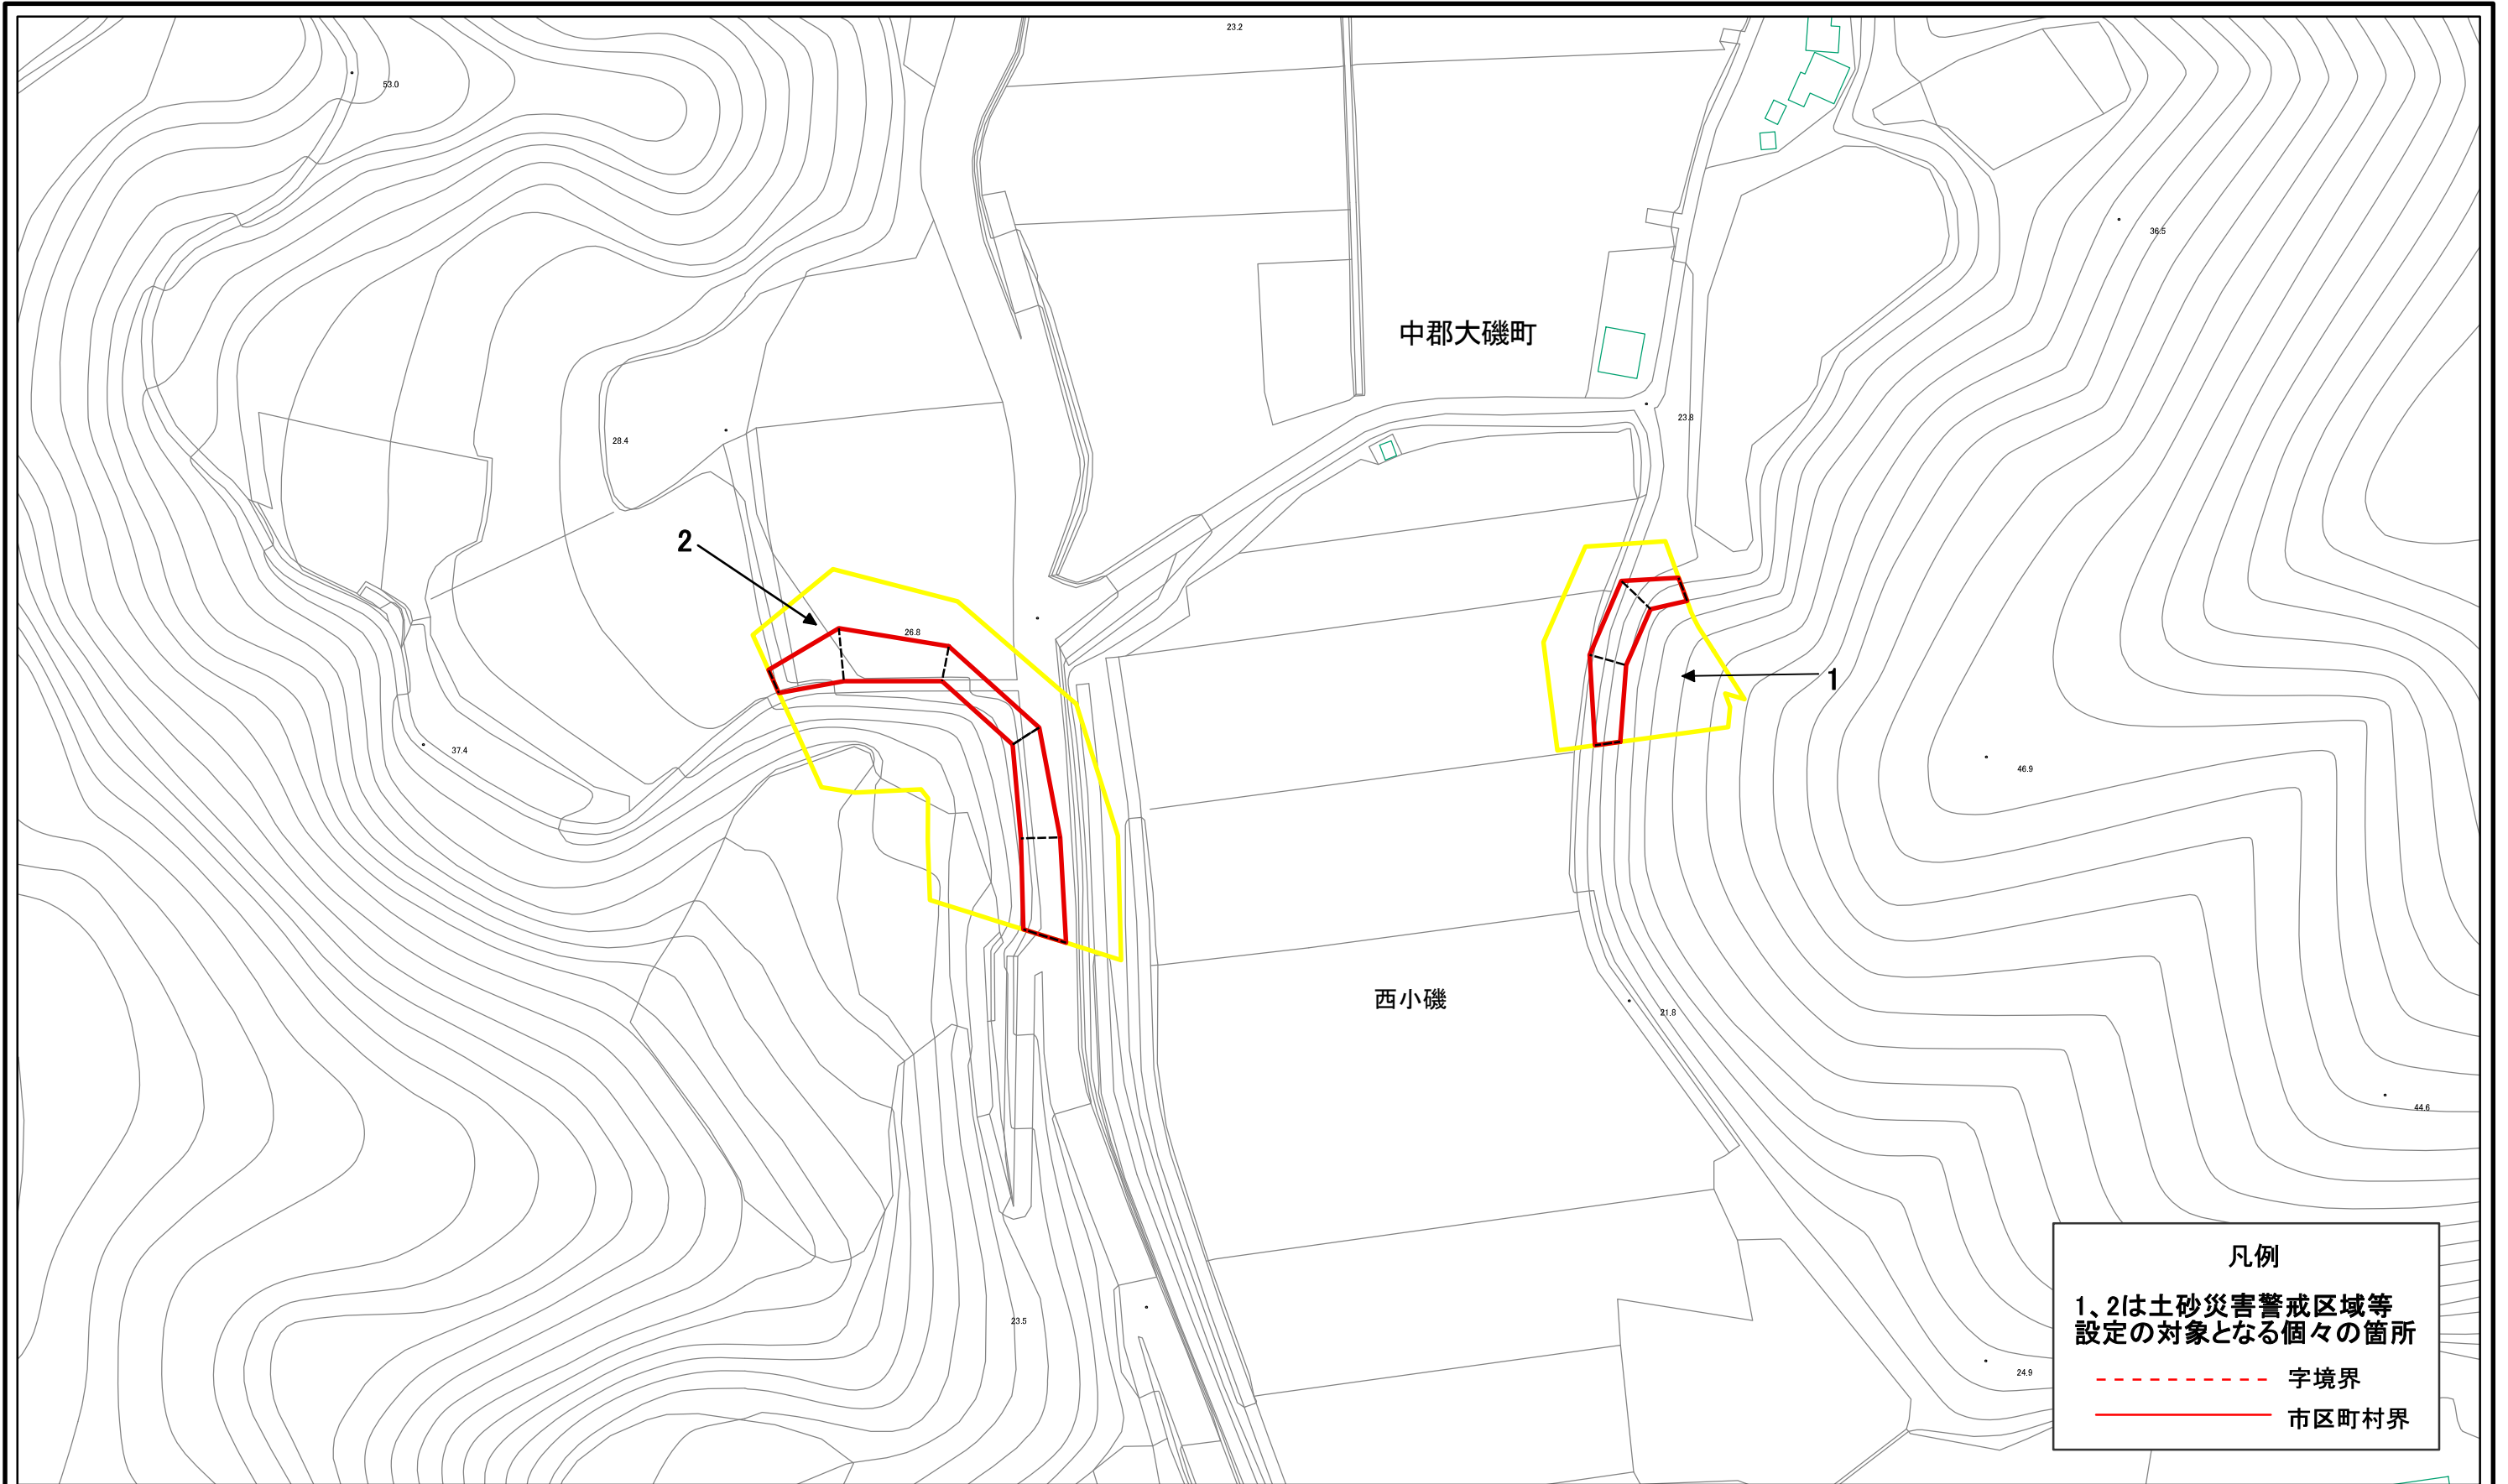 23.2
53.0
36.5
中郡大磯町
23.8
28.4
2
26.8
1
37.4
46.9
西小磯
21.8
44.6
23.5
24.9
凡例
1、2は土砂災害警戒区域等
設定の対象となる個々の箇所
字境界
市区町村界